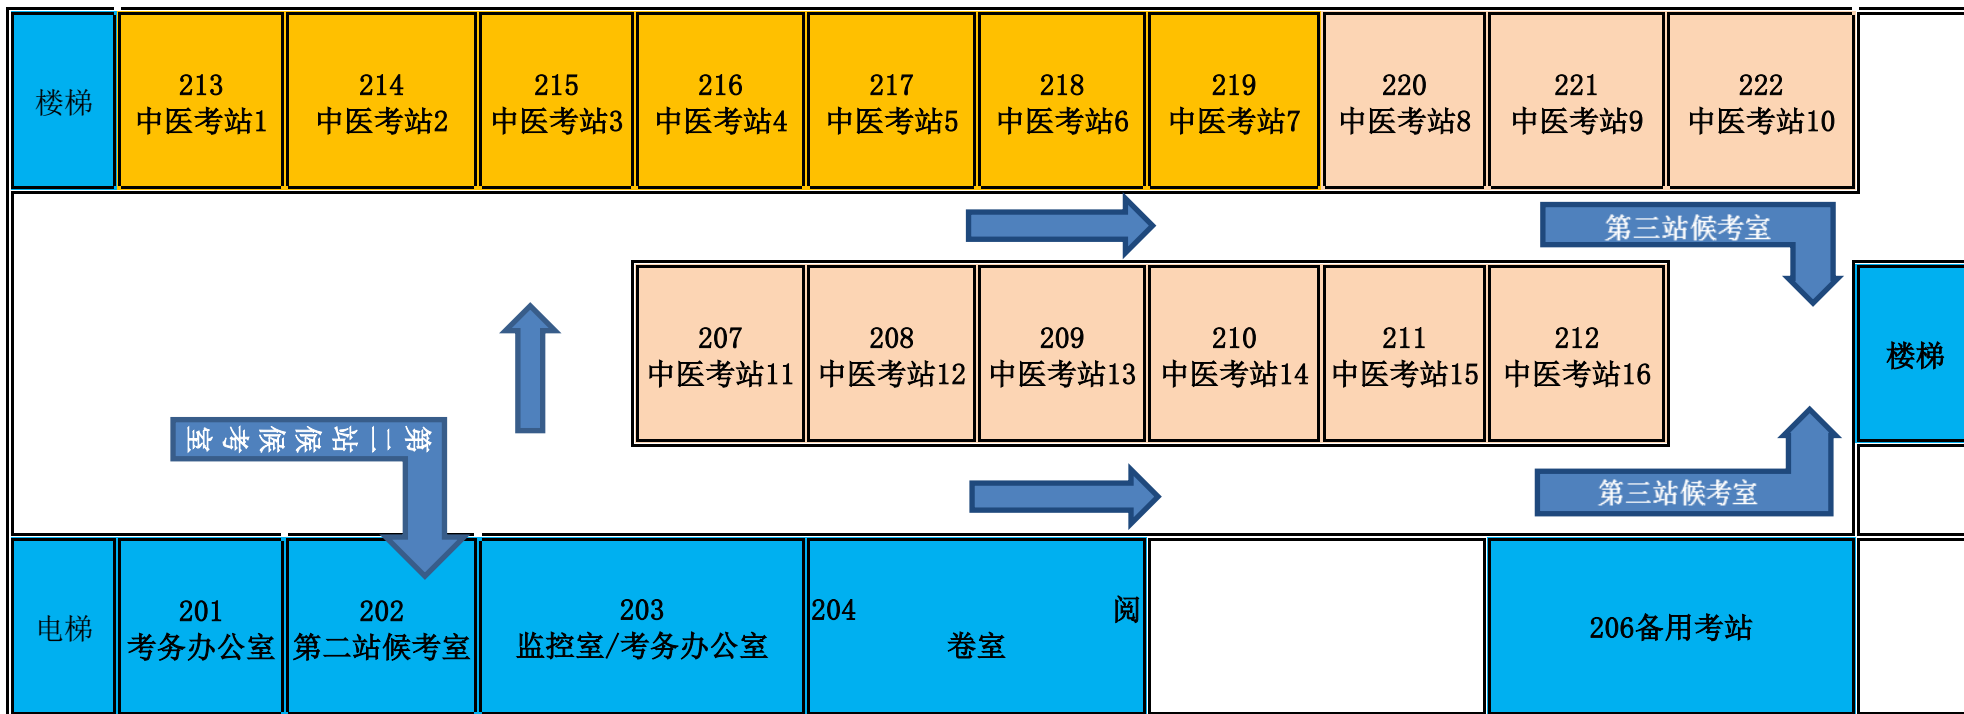 楼梯
213
中医考站1
214
中医考站2
215
中医考站3
216
中医考站4
217
中医考站5
218
中医考站6
219
中医考站7
220
中医考站8
221
中医考站9
222
中医考站10
第三站候考室
207
中医考站11
208
中医考站12
209
中医考站13
210
中医考站14
211
中医考站15
212
中医考站16
楼梯
第二站候候考室
第三站候考室
电梯
201
考务办公室
202
第二站候考室
203
监控室/考务办公室
204 阅
卷室
206备用考站